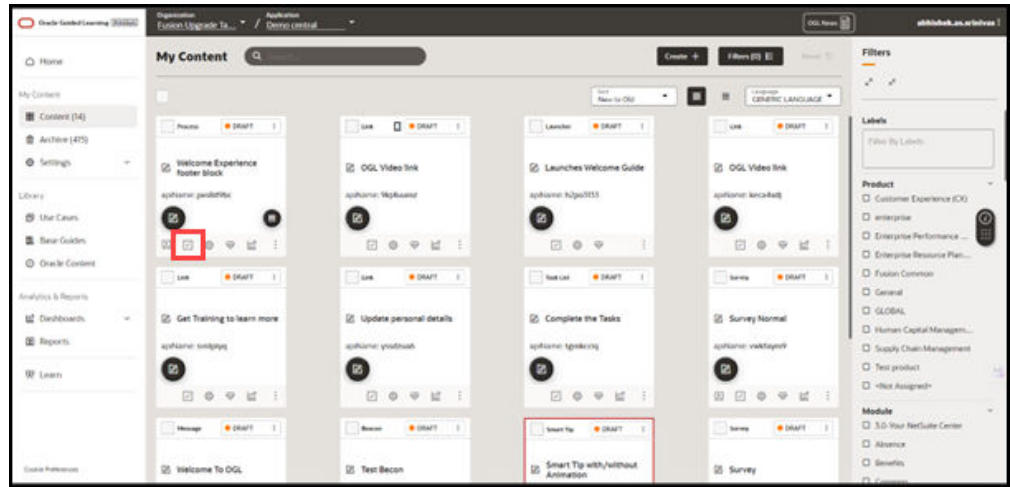 Oracle Guided Learning
Organization
Fusion Upgrade Ta...
/
Application
Demo central
OGL News
abhishek.as.srinivas
Home
My Content
Content (14)
Archive (475)
Settings
Library
Use Cases
Base Guides
Oracle Content
Analytics & Reports
Dashboards
Reports
Learn
Cookie Preferences
My Content
Create +
Filters (0)
Sort
New to Old
Language
GENERIC LANGUAGE
Process
DRAFT
Welcome Experience
footer block
apiName:
Link
DRAFT
OGL Video link
apiName:
Launcher
DRAFT
Launches Welcome Guide
apiName:
Link
DRAFT
OGL Video link
apiName:
Link
DRAFT
Get Training to learn more
apiName:
Link
DRAFT
Update personal details
apiName:
Task List
DRAFT
Complete the Tasks
apiName:
Survey
DRAFT
Survey Normal
apiName:
Message
DRAFT
Welcome To OGL
Beacon
DRAFT
Test Becon
Smart Tip
DRAFT
Smart Tip with/without
Animation
Survey
DRAFT
Survey
Filters
Labels
Filter By Labels
Product
Customer Experience (CX)
enterprise
Enterprise Performance ...
Enterprise Resource Plan...
Fusion Common
General
GLOBAL
Human Capital Managem...
Supply Chain Management
Test product
<Not Assigned>
Module
3.0-Your NetSuite Center
Absence
Benefits